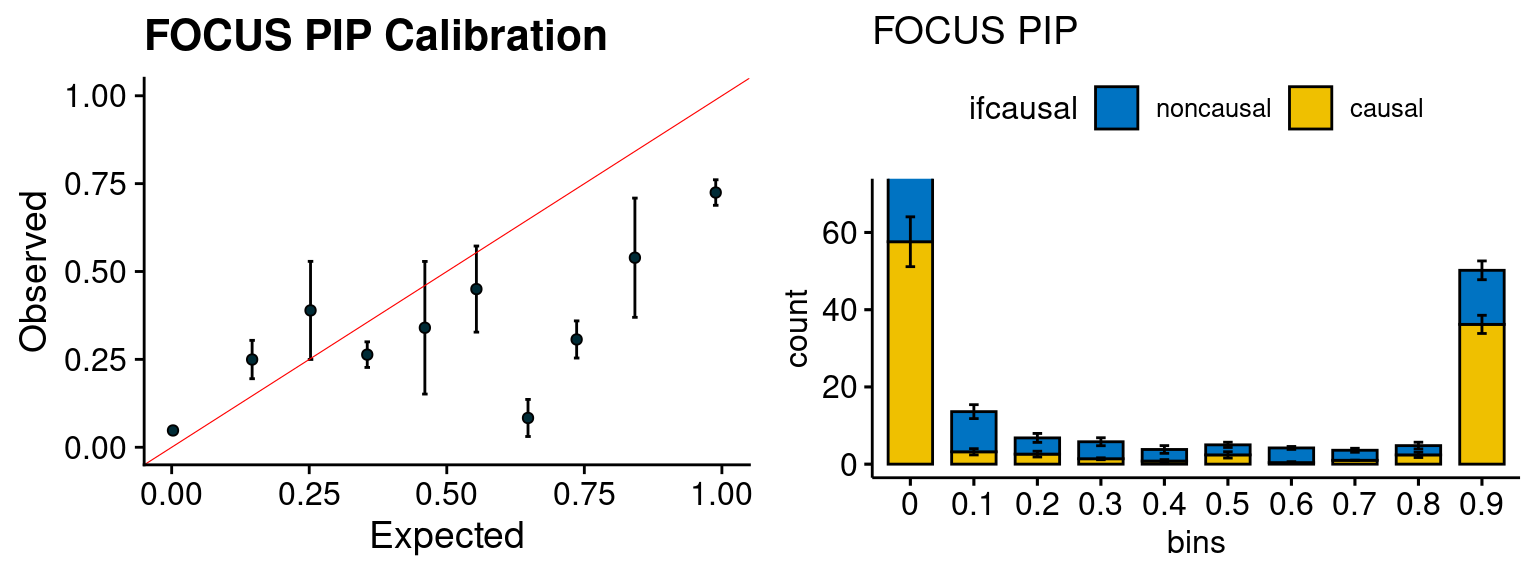 FOCUS PIP Calibration
1.00
0.75
0.50
0.25
0.00
Observed
0.00 0.25 0.50 0.75 1.00
Expected
FOCUS PIP
ifcausal noncausal causal
60
40
20
0
count
0 0.1 0.2 0.3 0.4 0.5 0.6 0.7 0.8 0.9
bins